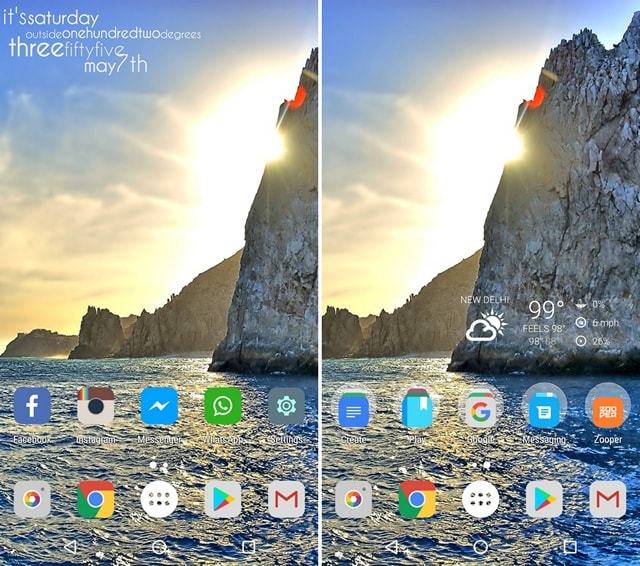 it'ssaturday
outsideonehundredtwodegrees
threefiftyfive
may7th
NEW DELHI
99°
FEELS 98°
0%
6 mph
26%
Facebook
Instagram
Messenger
WhatsApp
Settings
Create
Play
Google
Messaging
Zooper